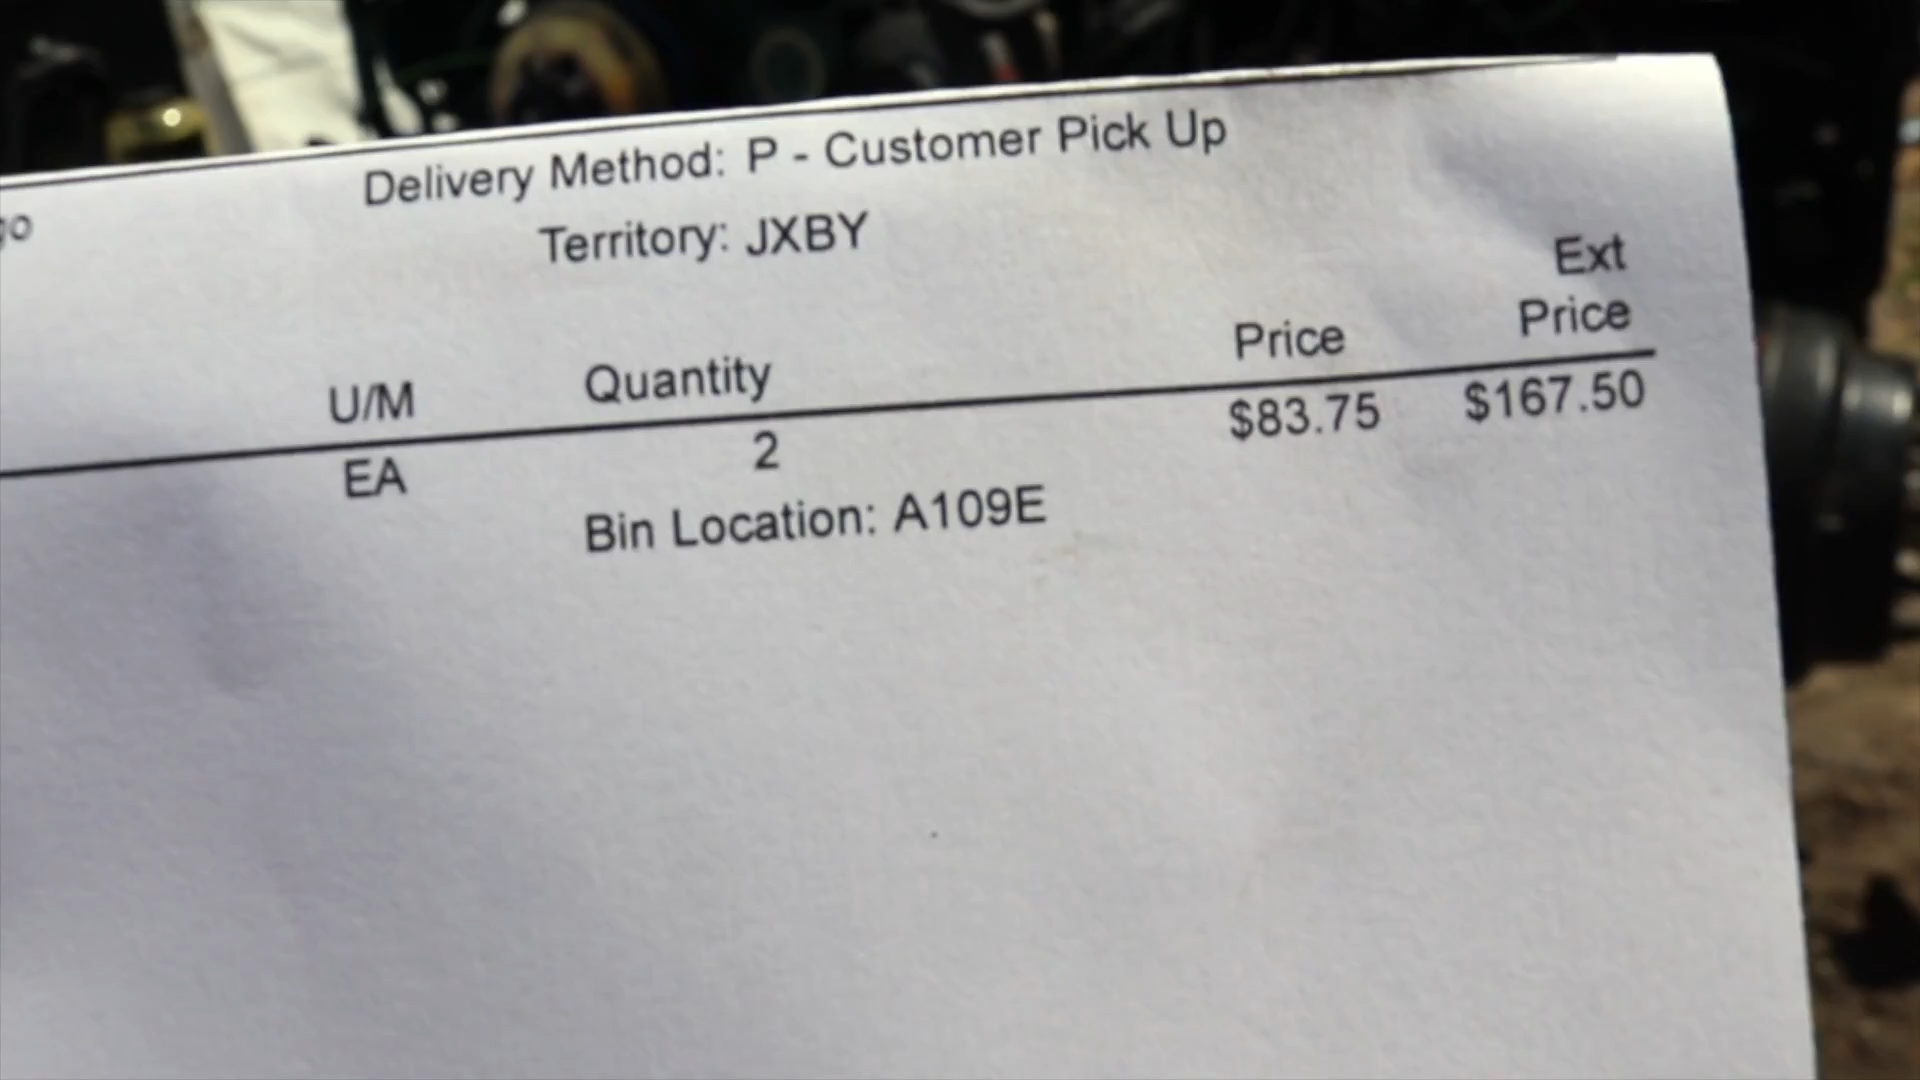 Delivery Method: P - Customer Pick Up
Territory: JXBY
Ext
U/M Quantity Price Price
EA 2 $83.75 $167.50
Bin Location: A109E